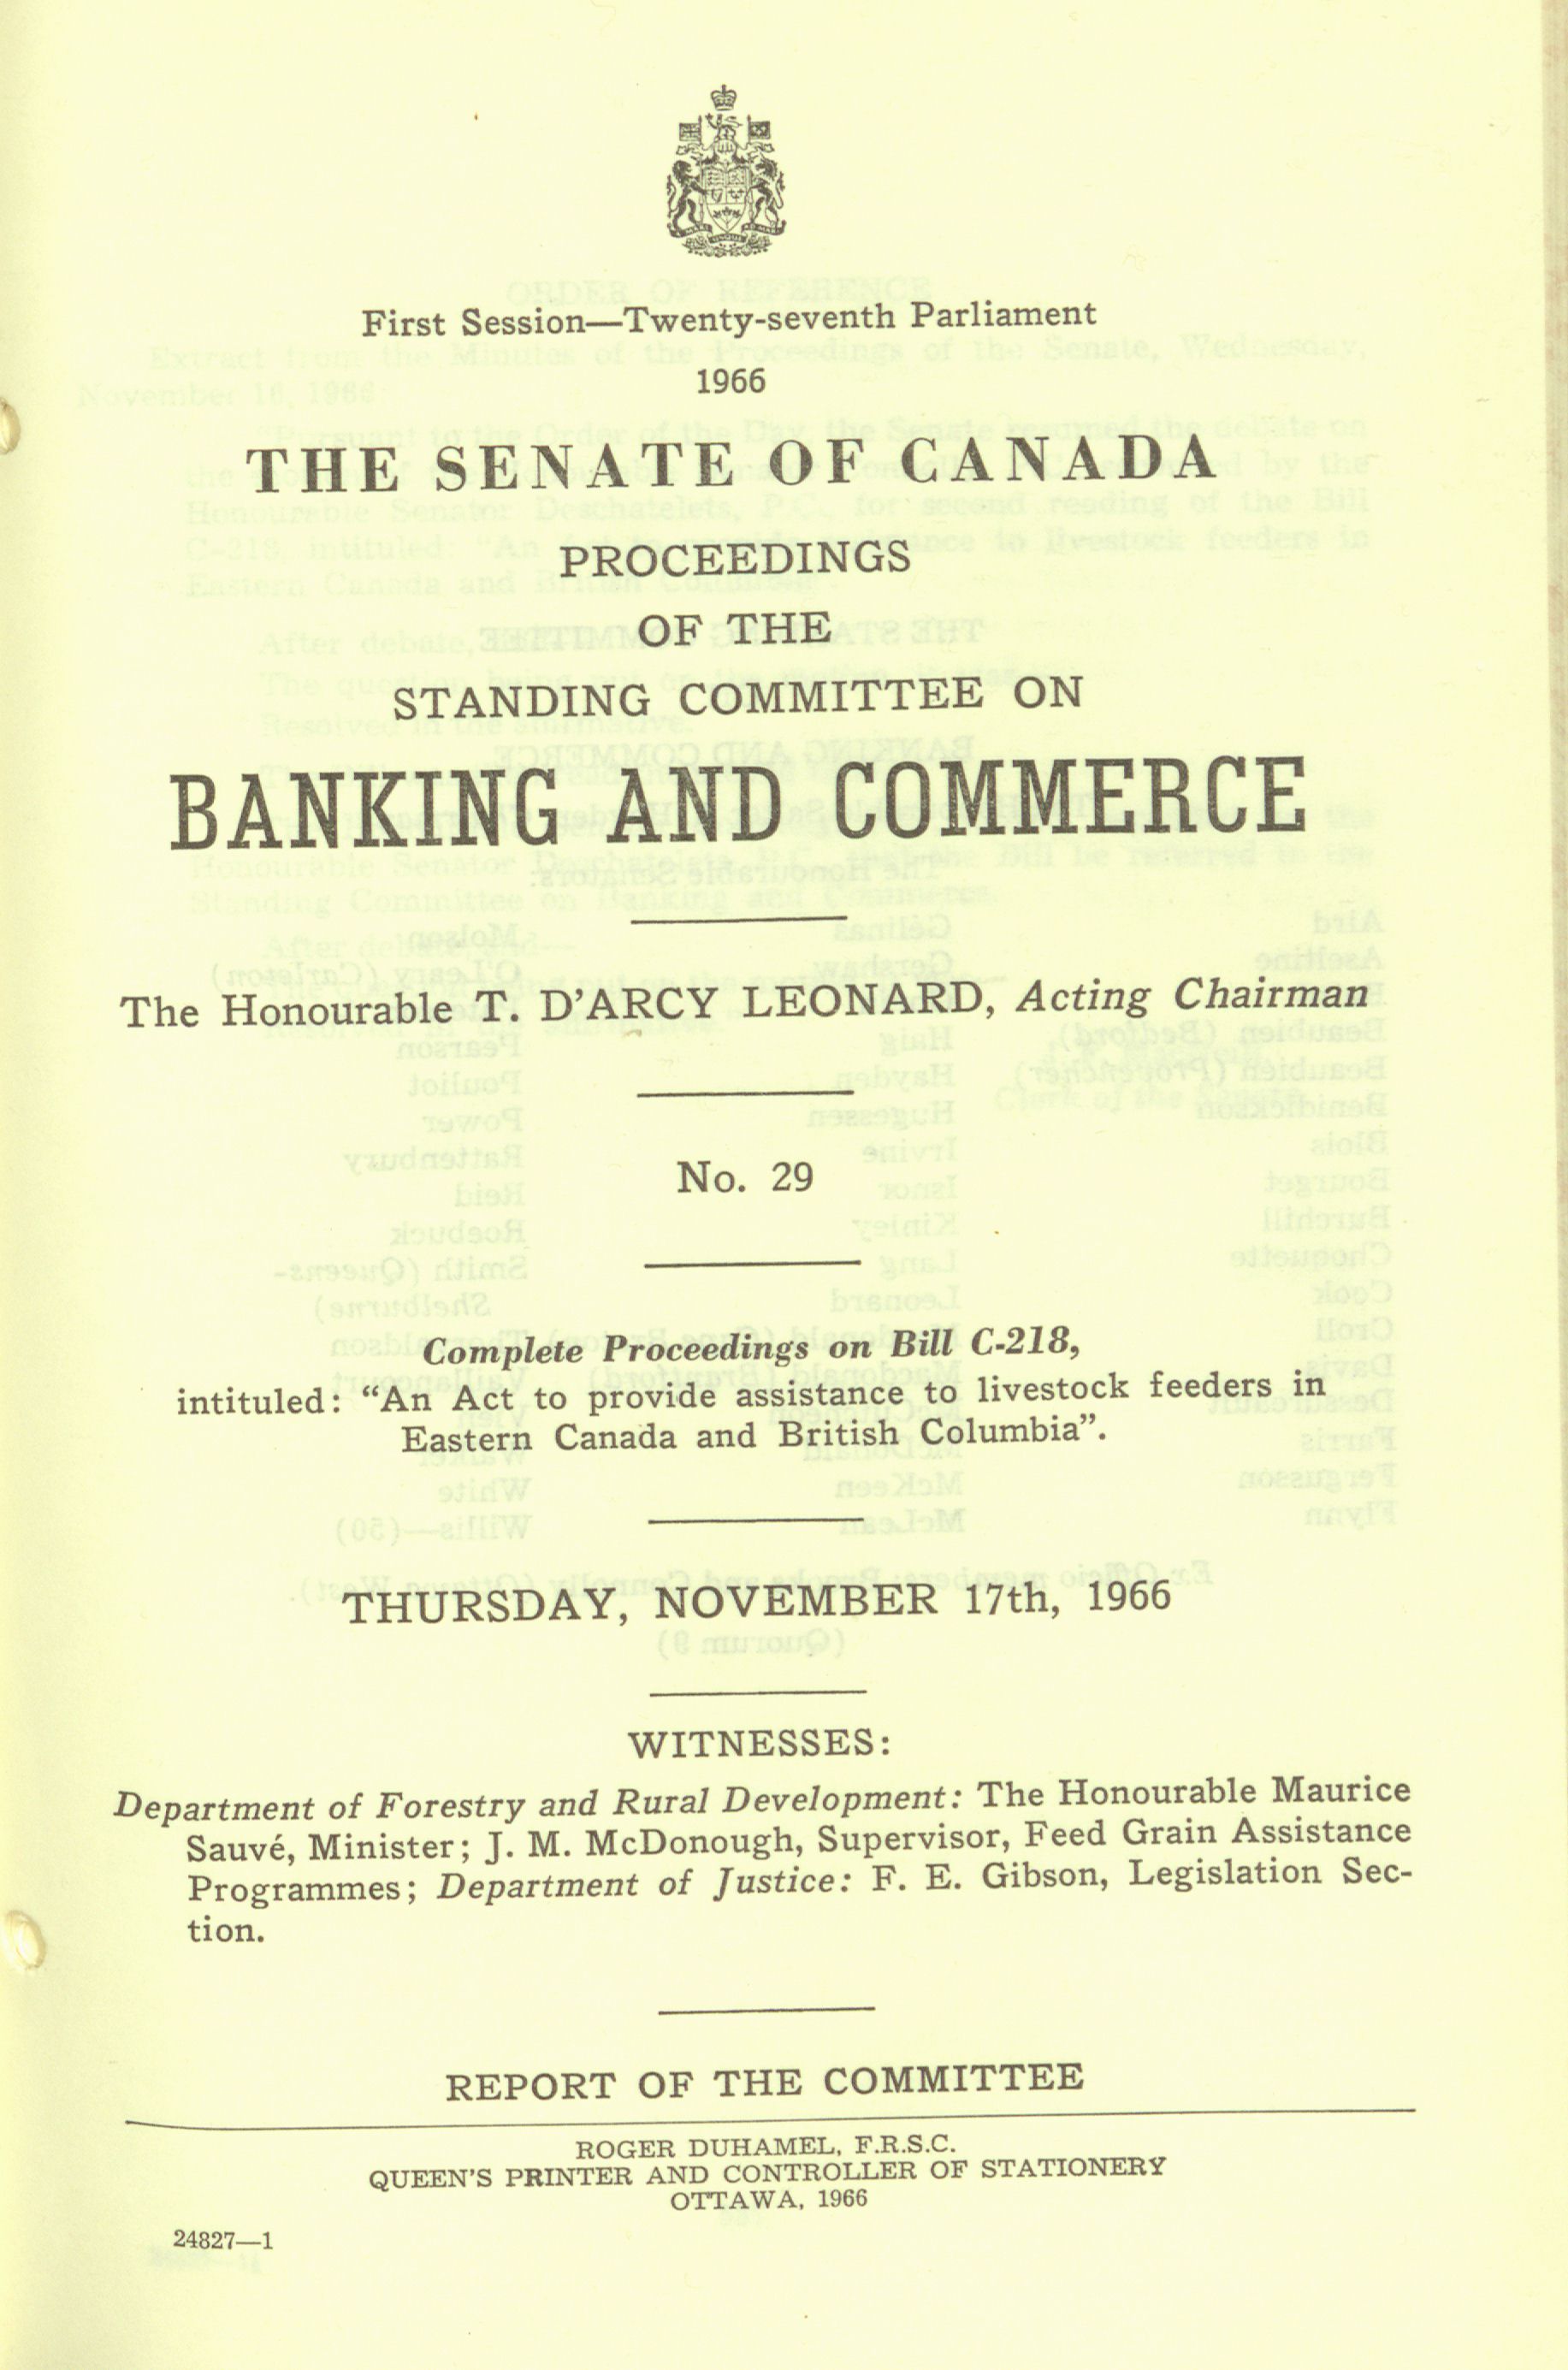 First Session—Twenty-seventh Parliament
1966
THE SENATE OF CANADA
PROCEEDINGS
OF THE
STANDING COMMITTEE ON
BANKING AND COMMERCE
The Honourable T. D'ARCY LEONARD, Acting Chairman
No. 29
Complete Proceedings on Bill C-218,
intituled: “An Act to provide assistance to livestock feeders in
Eastern Canada and British Columbia”.
THURSDAY, NOVEMBER 17th, 1966
WITNESSES:
Department of Forestry and Rural Development: The Honourable Maurice
Sauvé, Minister; J. M. McDonough, Supervisor, Feed Grain Assistance
Programmes; Department of Justice: F. E. Gibson, Legislation Sec-
tion.
REPORT OF THE COMMITTEE
ROGER DUHAMEL, F.R.S.C.
QUEEN'S PRINTER AND CONTROLLER OF STATIONERY
OTTAWA, 1966
24827—1